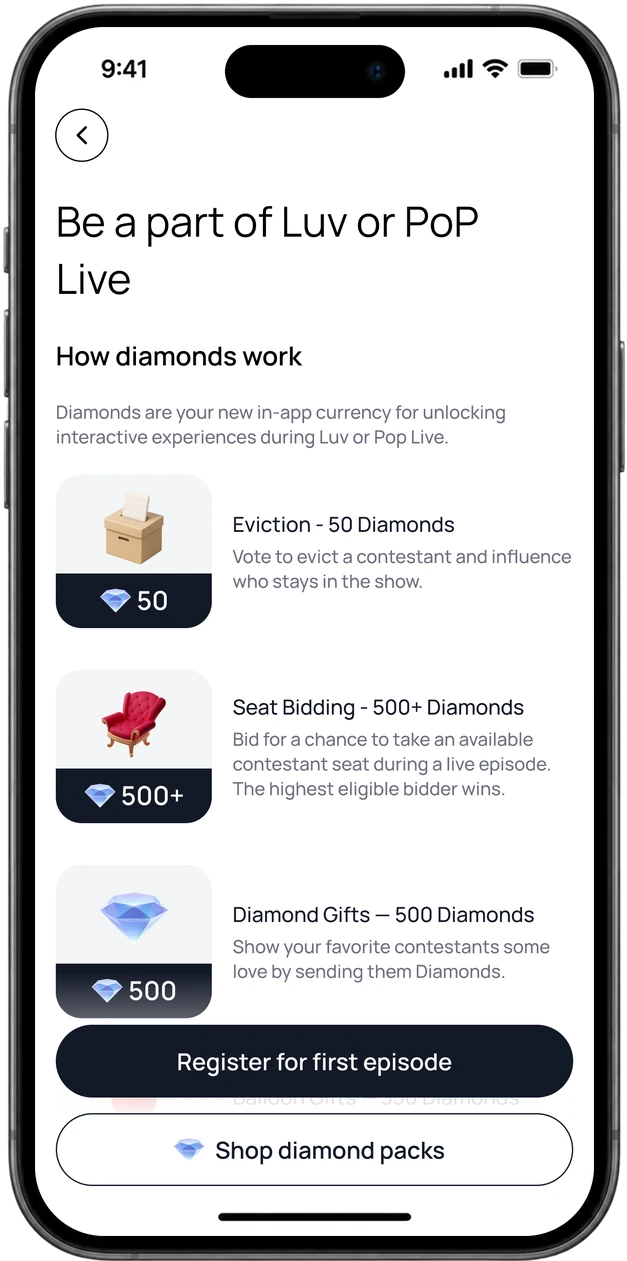 9:41
Be a part of Luv or PoP
Live
How diamonds work
Diamonds are your new in-app currency for unlocking
interactive experiences during Luv or Pop Live.
50
Eviction - 50 Diamonds
Vote to evict a contestant and influence
who stays in the show.
500+
Seat Bidding - 500+ Diamonds
Bid for a chance to take an available
contestant seat during a live episode.
The highest eligible bidder wins.
500
Diamond Gifts — 500 Diamonds
Show your favorite contestants some
love by sending them Diamonds.
Register for first episode
Balloon Gifts
Diamonds
Shop diamond packs